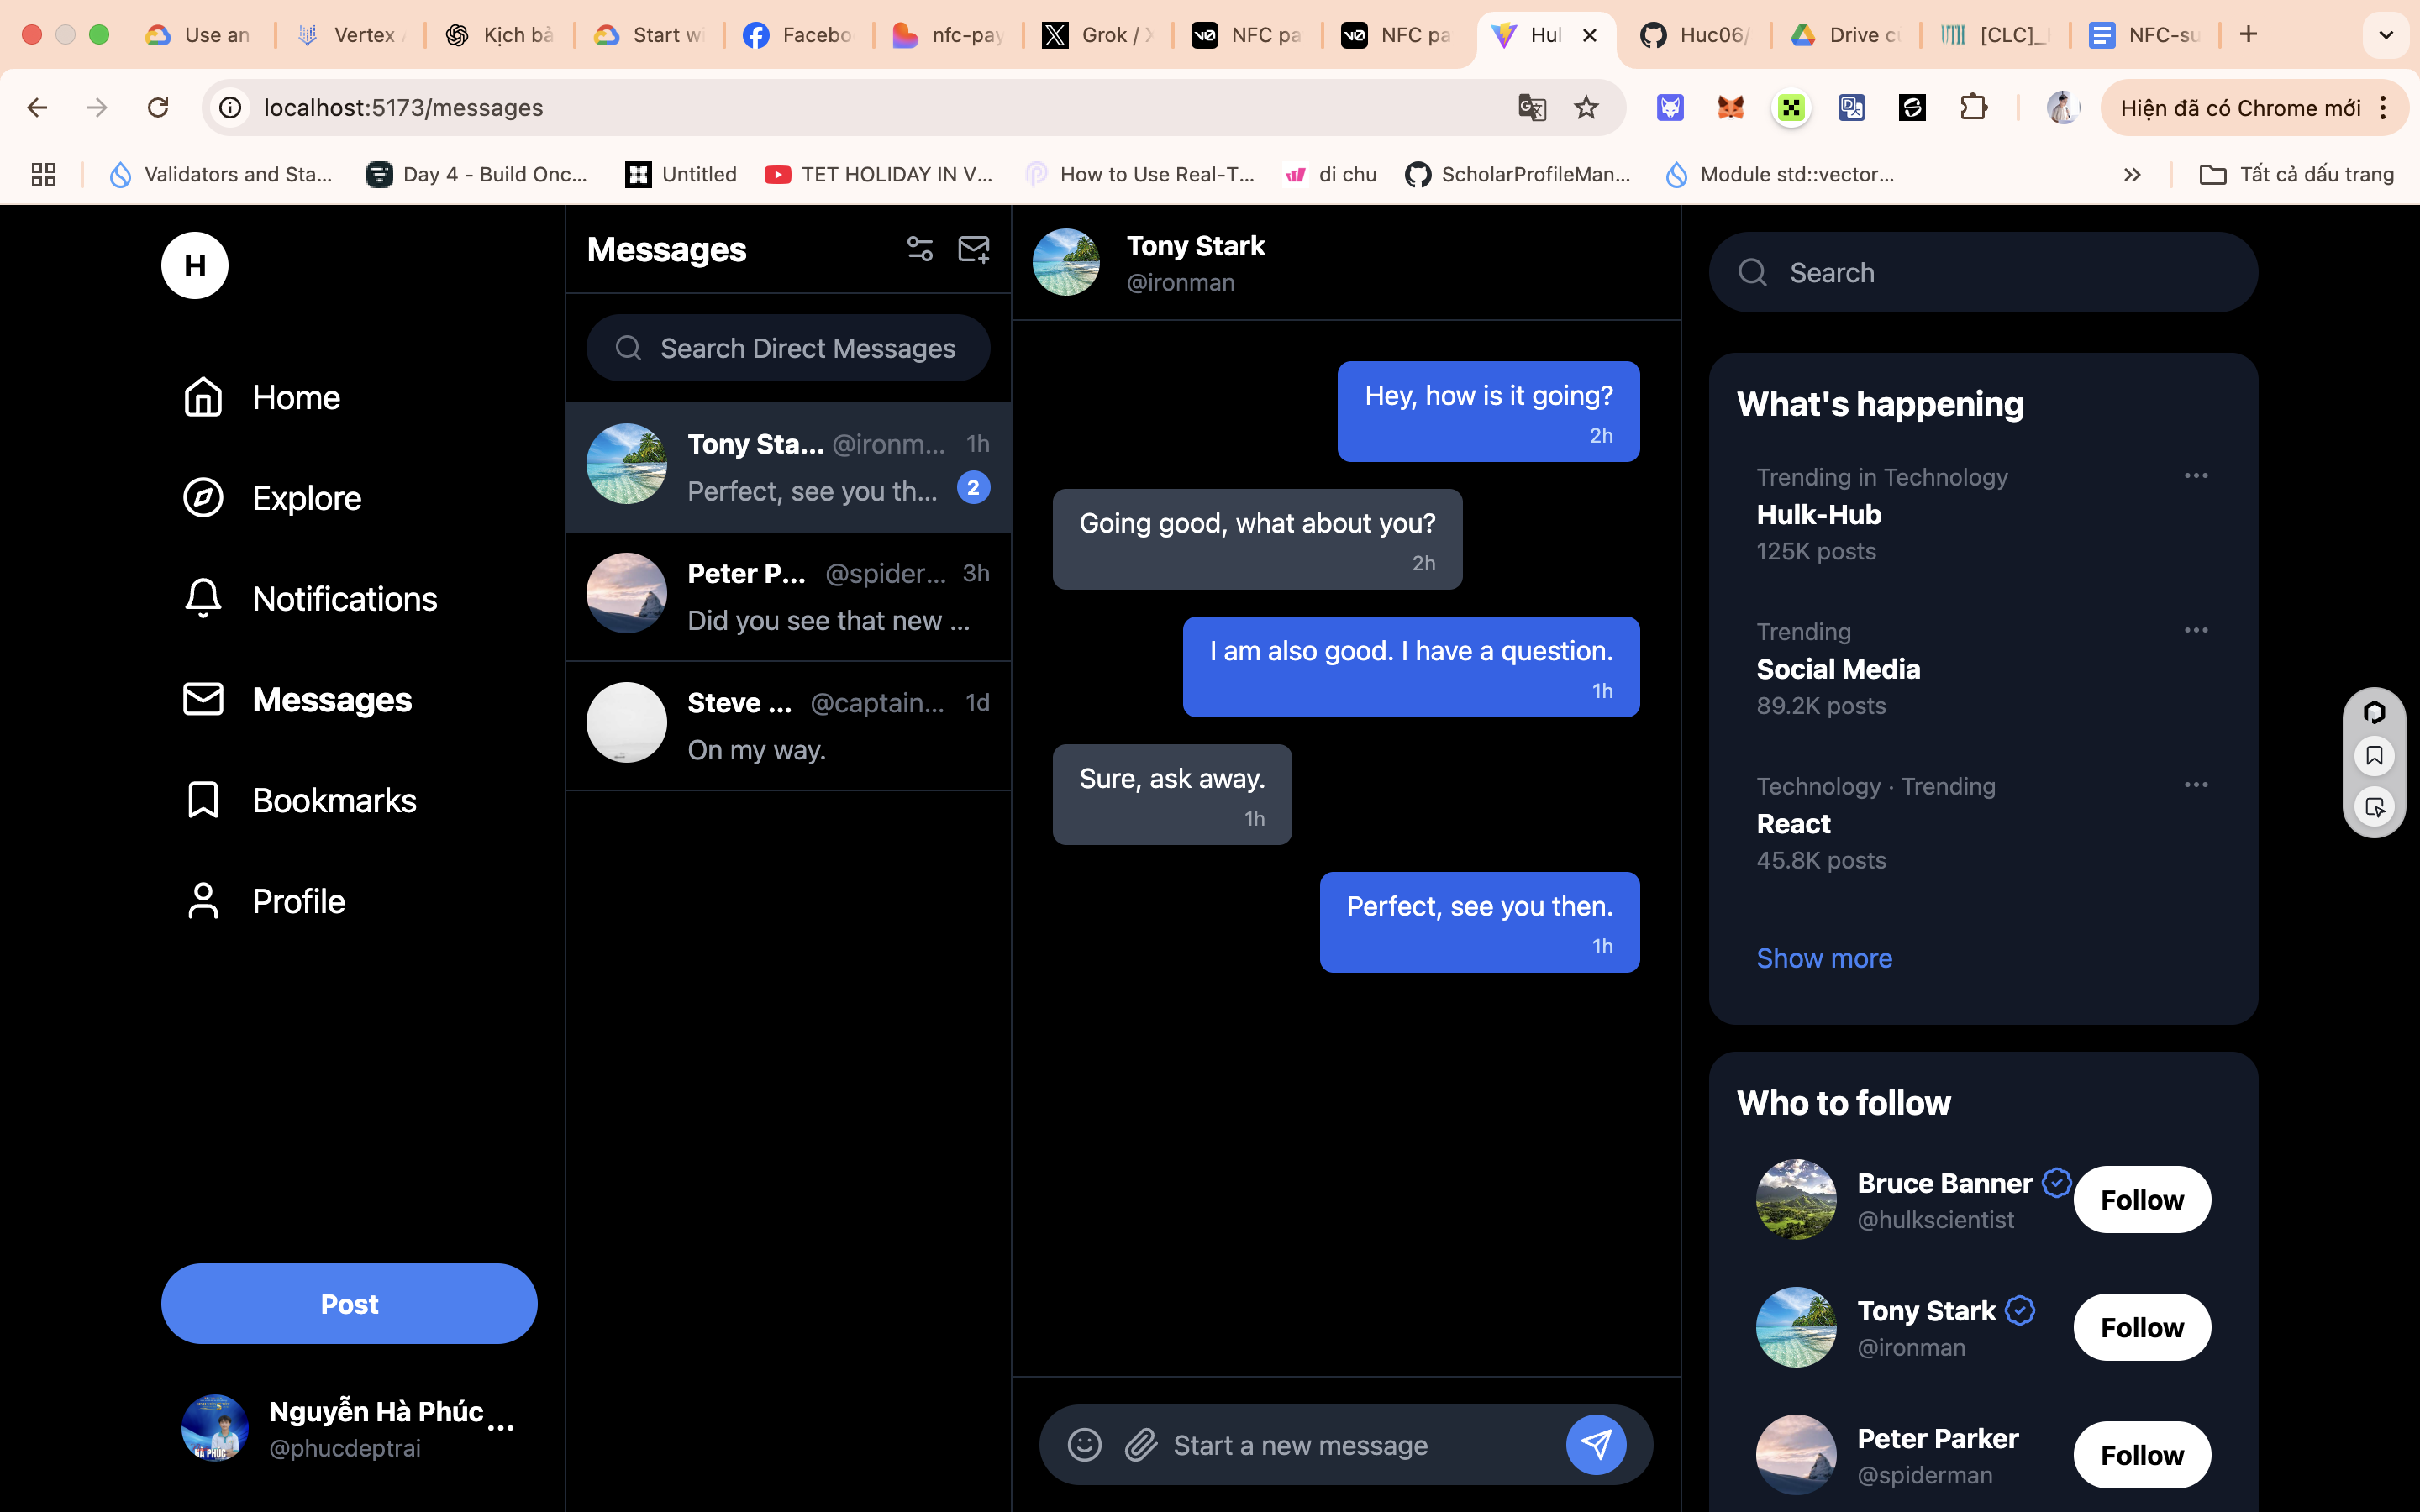 Use an
Vertex
Kịch bả
Start wi
Facebo
nfc-pay
Grok /
NFC pa
NFC pa
Hul
Huc06/
Drive cu
[CLC]_
NFC-su
localhost:5173/messages
Hiện đã có Chrome mới
Validators and Sta...
Day 4 - Build Onc...
Untitled
TET HOLIDAY IN V...
How to Use Real-T...
di chu
ScholarProfileMan...
Module std::vector...
Tất cả dấu trang
H
Home
Explore
Notifications
Messages
Bookmarks
Profile
Post
Nguyễn Hà Phúc
@phucdeptrai
HÀ PHÚC
Messages
Search Direct Messages
Tony Sta... @ironm... 1h
Perfect, see you th... 2
Peter P... @spider... 3h
Did you see that new ...
Steve ... @captain... 1d
On my way.
Tony Stark
@ironman
Hey, how is it going?
2h
Going good, what about you?
2h
I am also good. I have a question.
1h
Sure, ask away.
1h
Perfect, see you then.
1h
Start a new message
Search
What's happening
Trending in Technology
Hulk-Hub
125K posts
Trending
Social Media
89.2K posts
Technology · Trending
React
45.8K posts
Show more
Who to follow
Bruce Banner
@hulkscientist
Follow
Tony Stark
@ironman
Follow
Peter Parker
@spiderman
Follow